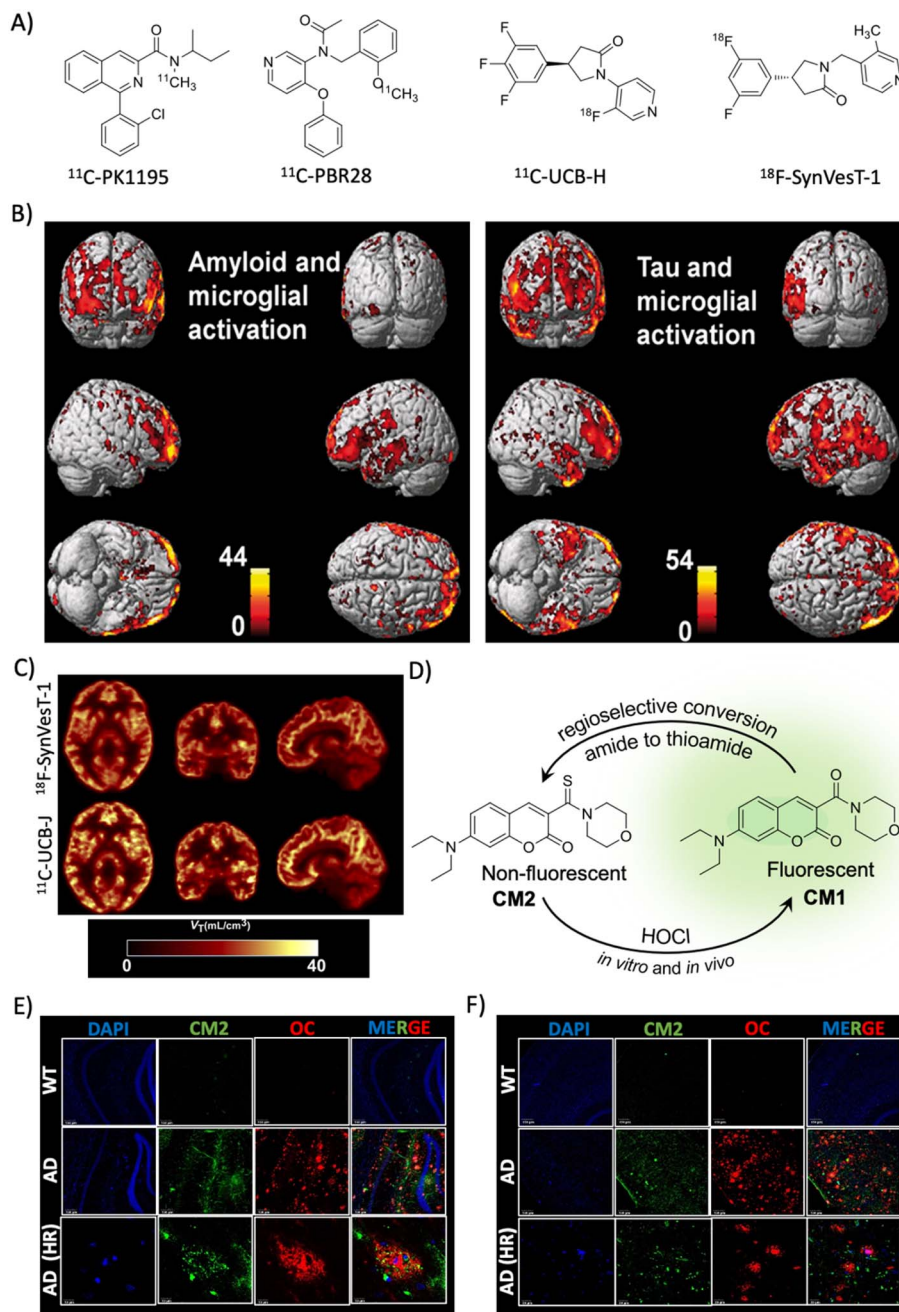 A)
O
N
11CH3
N
Cl
11C-PK1195
O
N
N
O
O
11CH3
11C-PBR28
F
F
F
O
N
18F
N
11C-UCB-H
18F
F
N
O
H3C
N
18F-SynVesT-1
B)
Amyloid and
microglial
activation
44
0
Tau and
microglial
activation
54
0
C)
18F-SynVesT-1
11C-UCB-J
VT(mL/cm3)
0
40
D)
regioselective conversion
amide to thioamide
S
N
O
N
O
O
Non-fluorescent
CM2
O
N
O
N
O
O
Fluorescent
CM1
HOCl
in vitro and in vivo
E)
DAPI CM2 OC MERGE
WT
AD
AD (HR)
F)
DAPI CM2 OC MERGE
WT
AD
AD (HR)